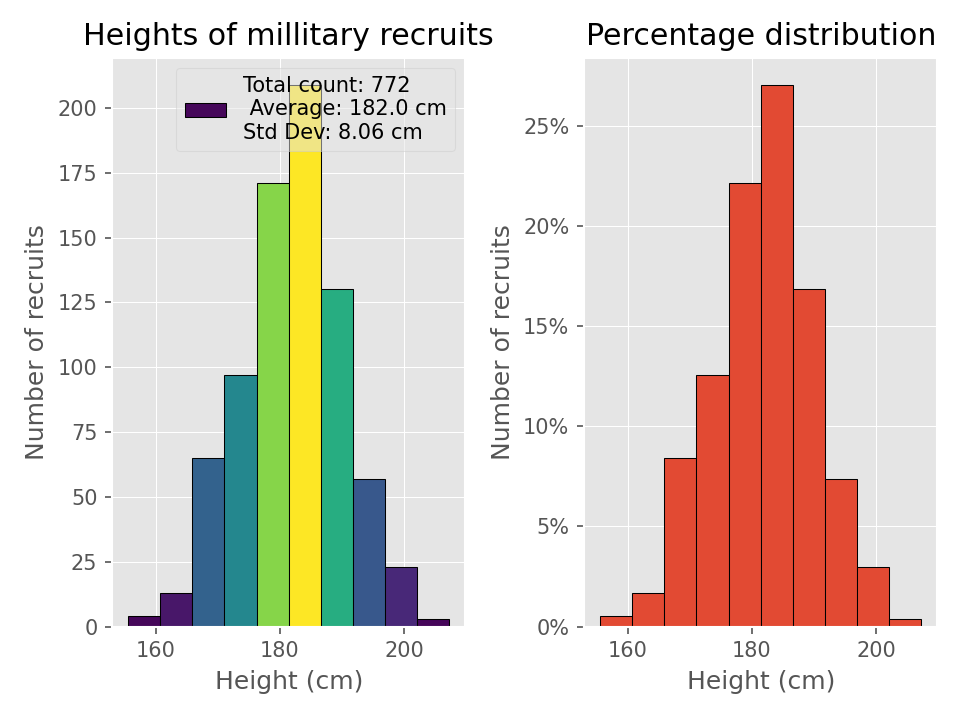 Heights of millitary recruits
Total count: 772
Average: 182.0 cm
Std Dev: 8.06 cm
Number of recruits
200
175
150
125
100
75
50
25
0
160
180
200
Height (cm)
Percentage distribution
Number of recruits
25%
20%
15%
10%
5%
0%
160
180
200
Height (cm)